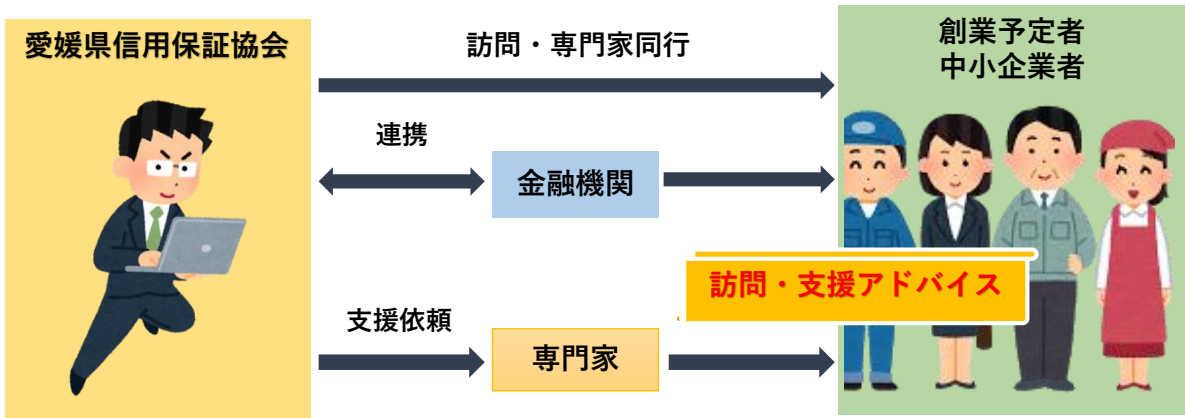 愛媛県信用保証協会
訪問・専門家同行
創業予定者
中小企業者
連携
金融機関
訪問・支援アドバイス
支援依頼
専門家